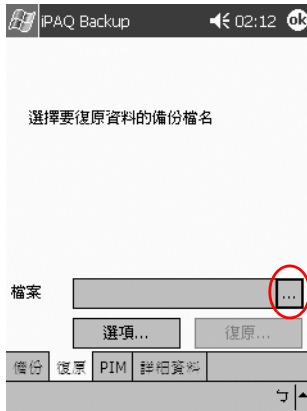 iPAQ Backup 02:12 ok
選擇要復原資料的備份檔名
檔案 ...
選項... 復原...
備份 復原 PIM 詳細資料
ㄅ